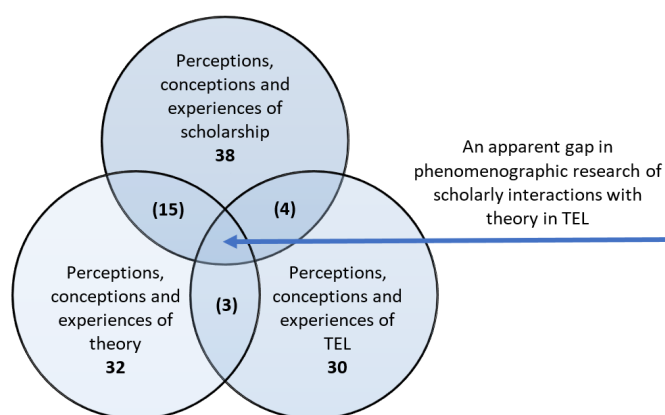 Perceptions,
conceptions and
experiences of
scholarship
38
An apparent gap in
phenomenographic research of
scholarly interactions with
theory in TEL
(15)
(4)
(3)
Perceptions,
conceptions and
experiences of
theory
32
Perceptions,
conceptions and
experiences of
TEL
30